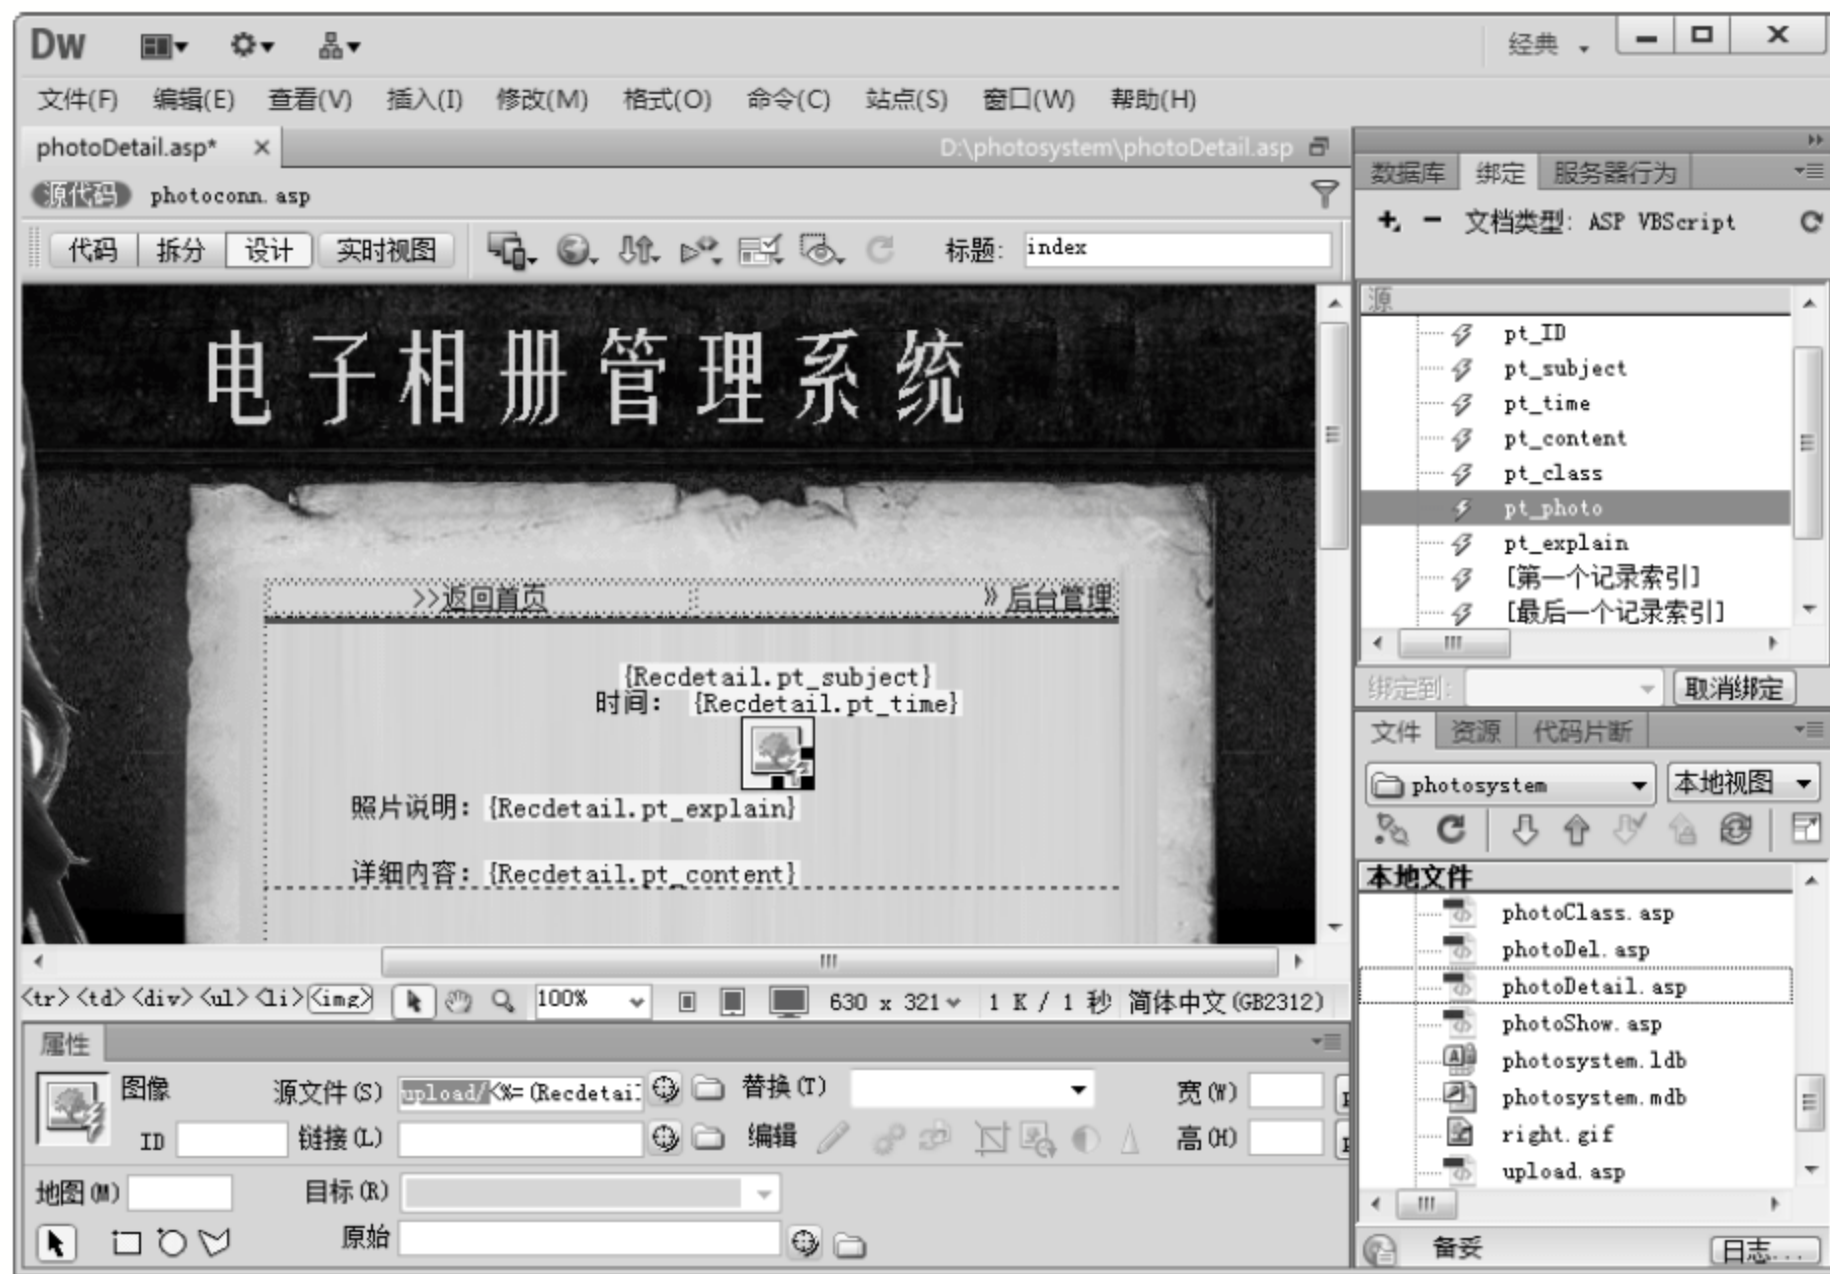 Dw
经典
文件(F) 编辑(E) 查看(V) 插入(I) 修改(M) 格式(O) 命令(C) 站点(S) 窗口(W) 帮助(H)
photoDetail.asp* D:\photosystem\photoDetail.asp
源代码 photoconn.asp
代码 拆分 设计 实时视图 标题: index
电子相册管理系统
>>返回首页 》后台管理
{Recdetail.pt_subject}
时间: {Recdetail.pt_time}
照片说明: {Recdetail.pt_explain}
详细内容: {Recdetail.pt_content}
<tr><td><div><ul><li><img> 100% 630 x 321 1 K / 1 秒 简体中文(GB2312)
属性
图像 源文件(S) upload/<%=(Recdetail 替换(T) 宽(W)
ID 链接(L) 编辑 高(H)
地图(M) 目标(R)
原始
数据库 绑定 服务器行为
文档类型: ASP VBScript
源
pt_ID
pt_subject
pt_time
pt_content
pt_class
pt_photo
pt_explain
[第一个记录索引]
[最后一个记录索引]
绑定到: 取消绑定
文件 资源 代码片断
photosystem 本地视图
本地文件
photoClass.asp
photoDel.asp
photoDetail.asp
photoShow.asp
photosystem.ldb
photosystem.mdb
right.gif
upload.asp
备妥 日志...